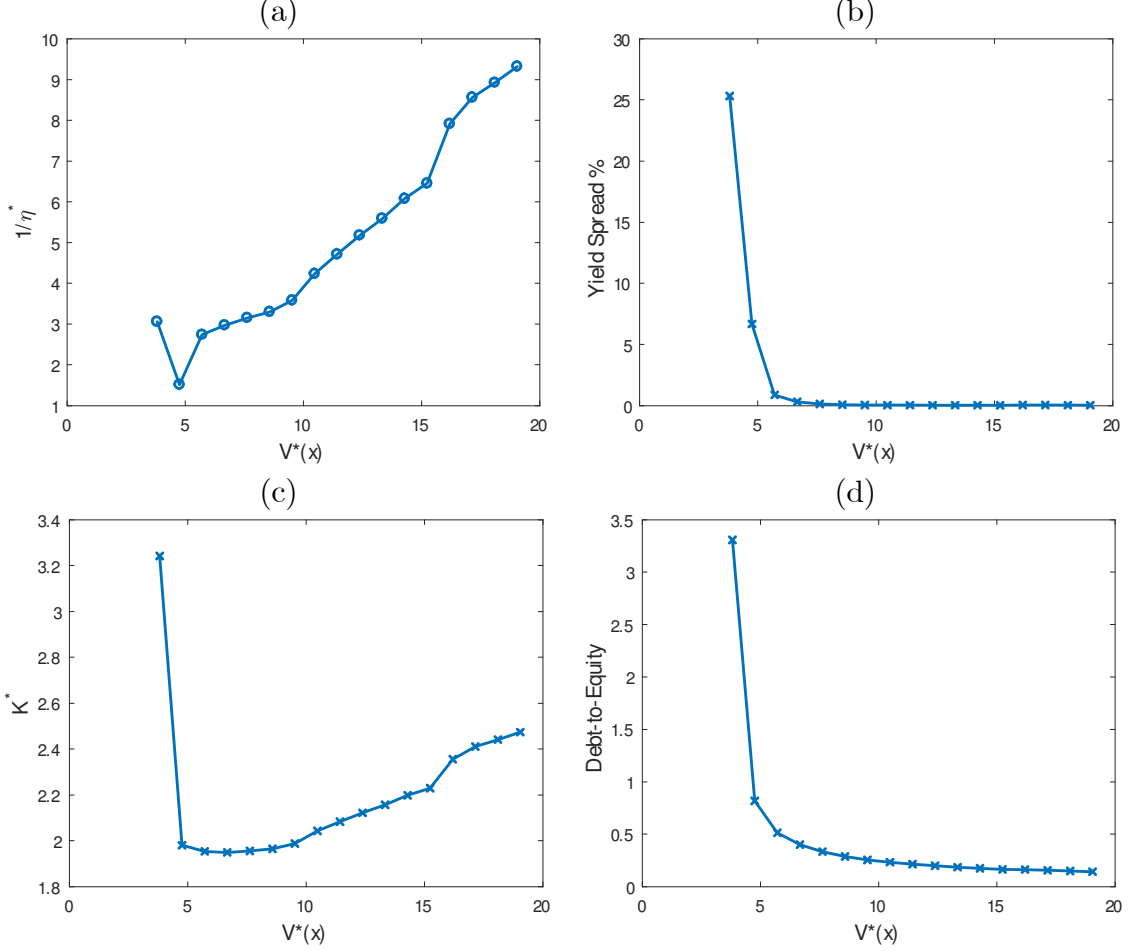 (a)
10
9
8
7
6
5
4
3
2
1
1/η*
0 5 10 15 20
V*(x)
(b)
30
25
20
15
10
5
0
Yield Spread %
0 5 10 15 20
V*(x)
(c)
3.4
3.2
3
2.8
2.6
2.4
2.2
2
1.8
K*
0 5 10 15 20
V*(x)
(d)
3.5
3
2.5
2
1.5
1
0.5
0
Debt-to-Equity
0 5 10 15 20
V*(x)